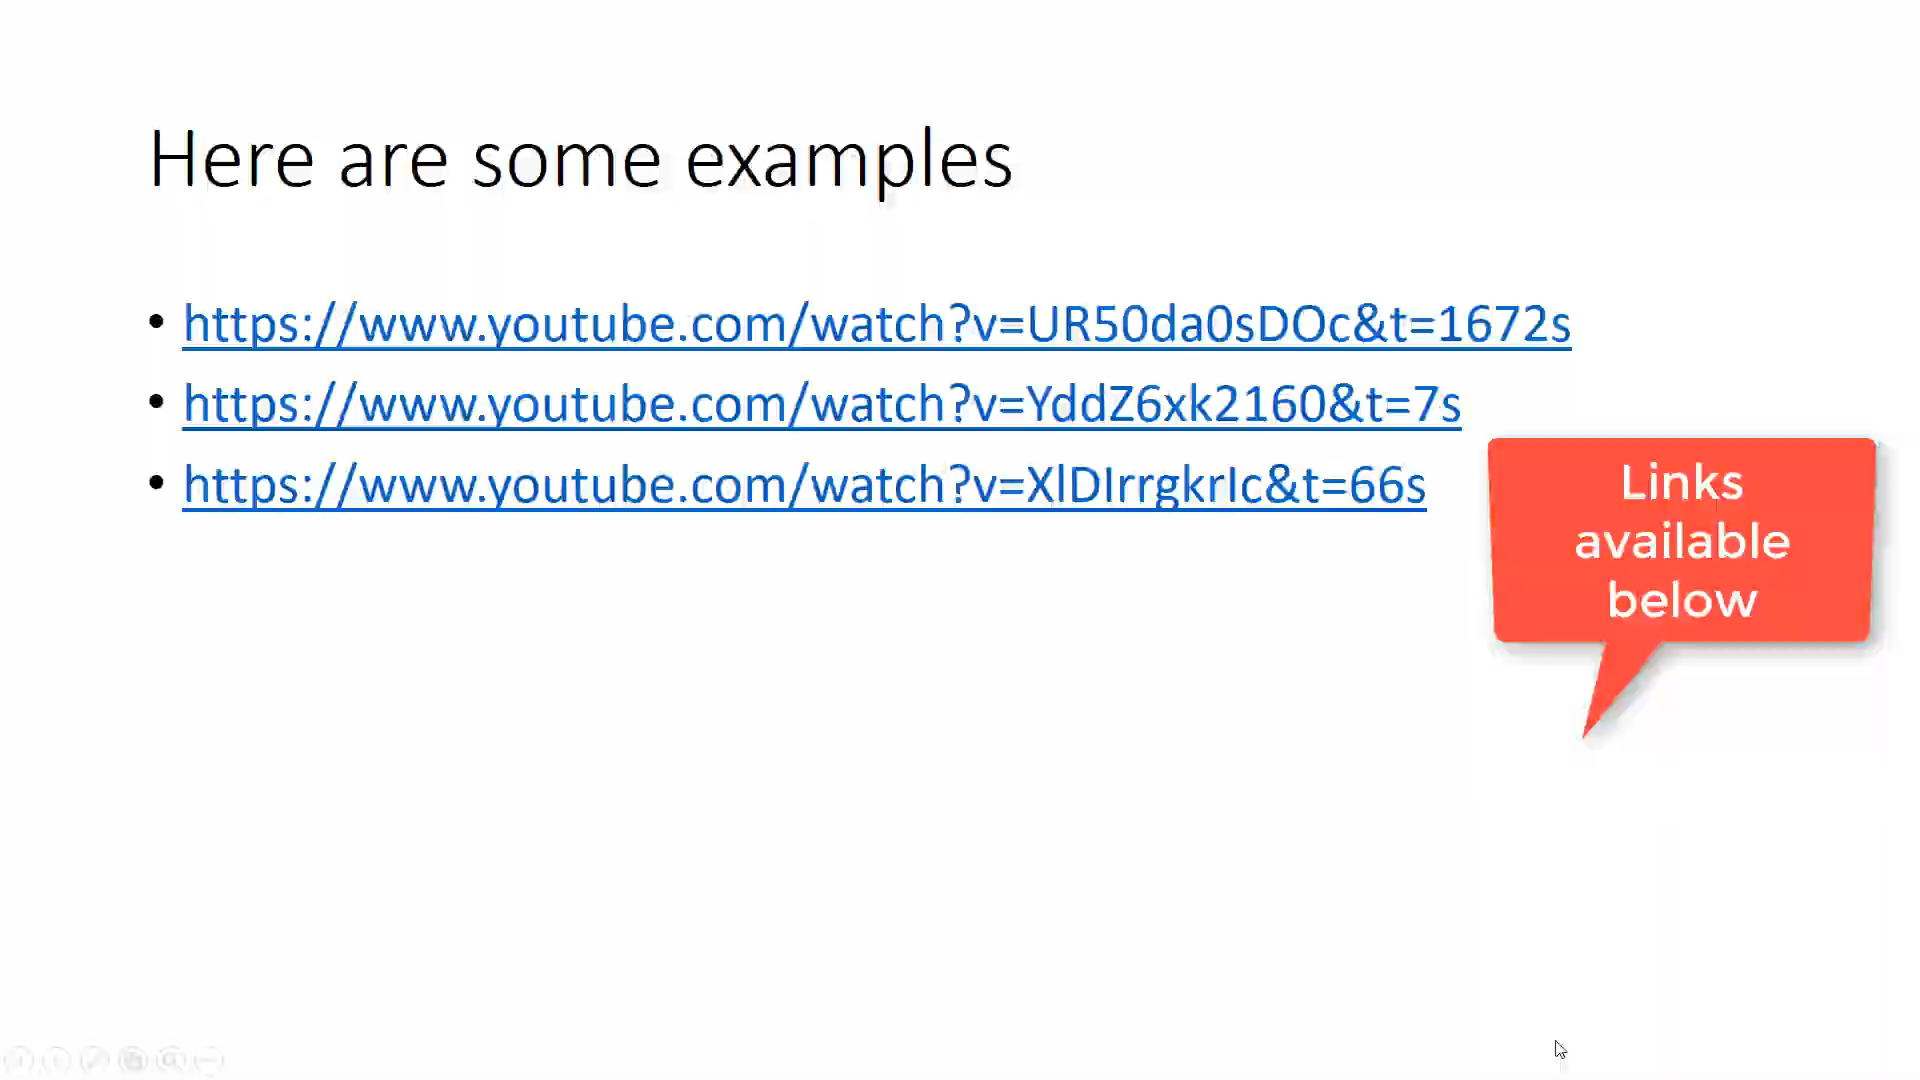 Here are some examples
• https://www.youtube.com/watch?v=UR50da0sDOc&t=1672s
• https://www.youtube.com/watch?v=YddZ6xk2160&t=7s
• https://www.youtube.com/watch?v=XlDIrrgkrIc&t=66s
Links
available
below